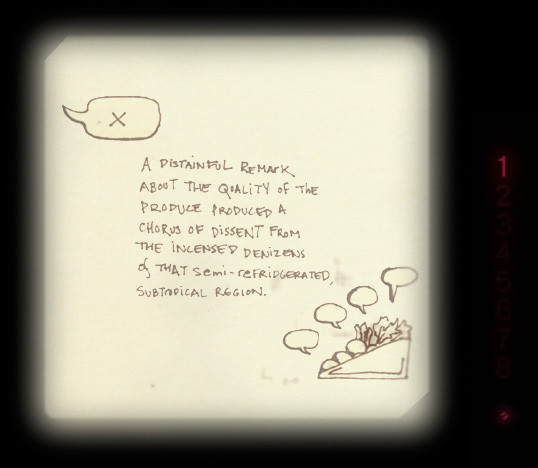 X
A DISTAINFUL REMARK
ABOUT THE QUALITY OF THE
PRODUCE PRODUCED A
CHORUS OF DISSENT FROM
THE INCENSED DENIZENS
of THAT semi-reFRIDGERATED,
SUBTROPICAL REGION.
1
2
3
4
5
6
7
8